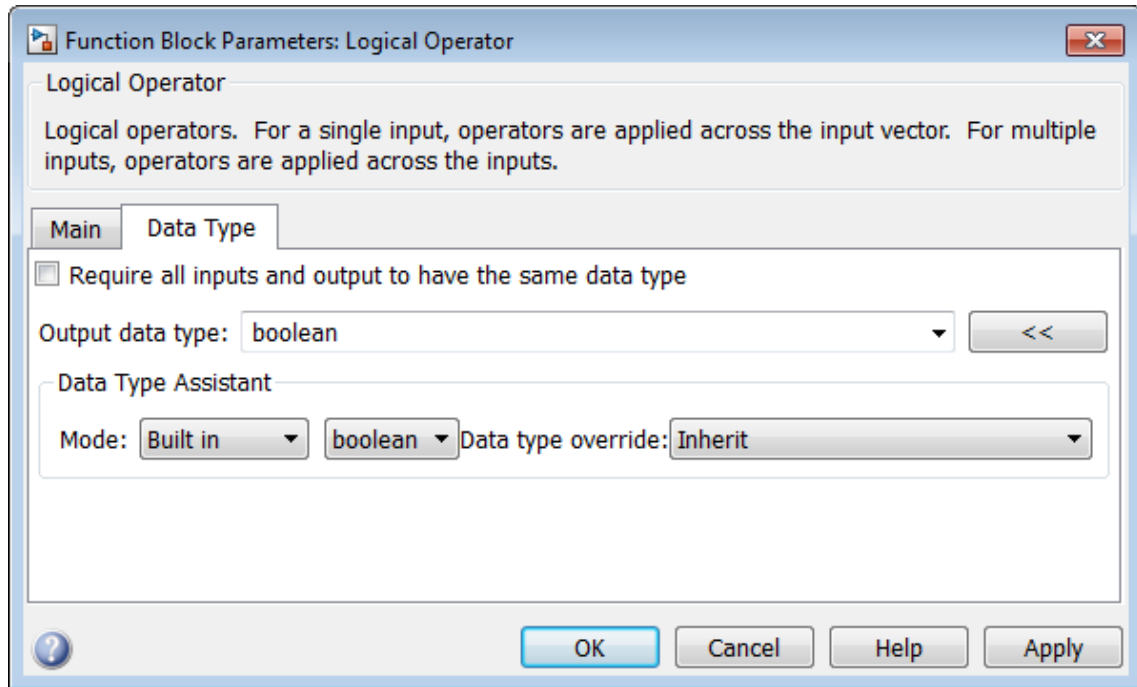 Function Block Parameters: Logical Operator
Logical Operator
Logical operators.  For a single input, operators are applied across the input vector.  For multiple
inputs, operators are applied across the inputs.
Main Data Type
Require all inputs and output to have the same data type
Output data type: boolean <<
Data Type Assistant
Mode: Built in boolean Data type override: Inherit
? OK Cancel Help Apply